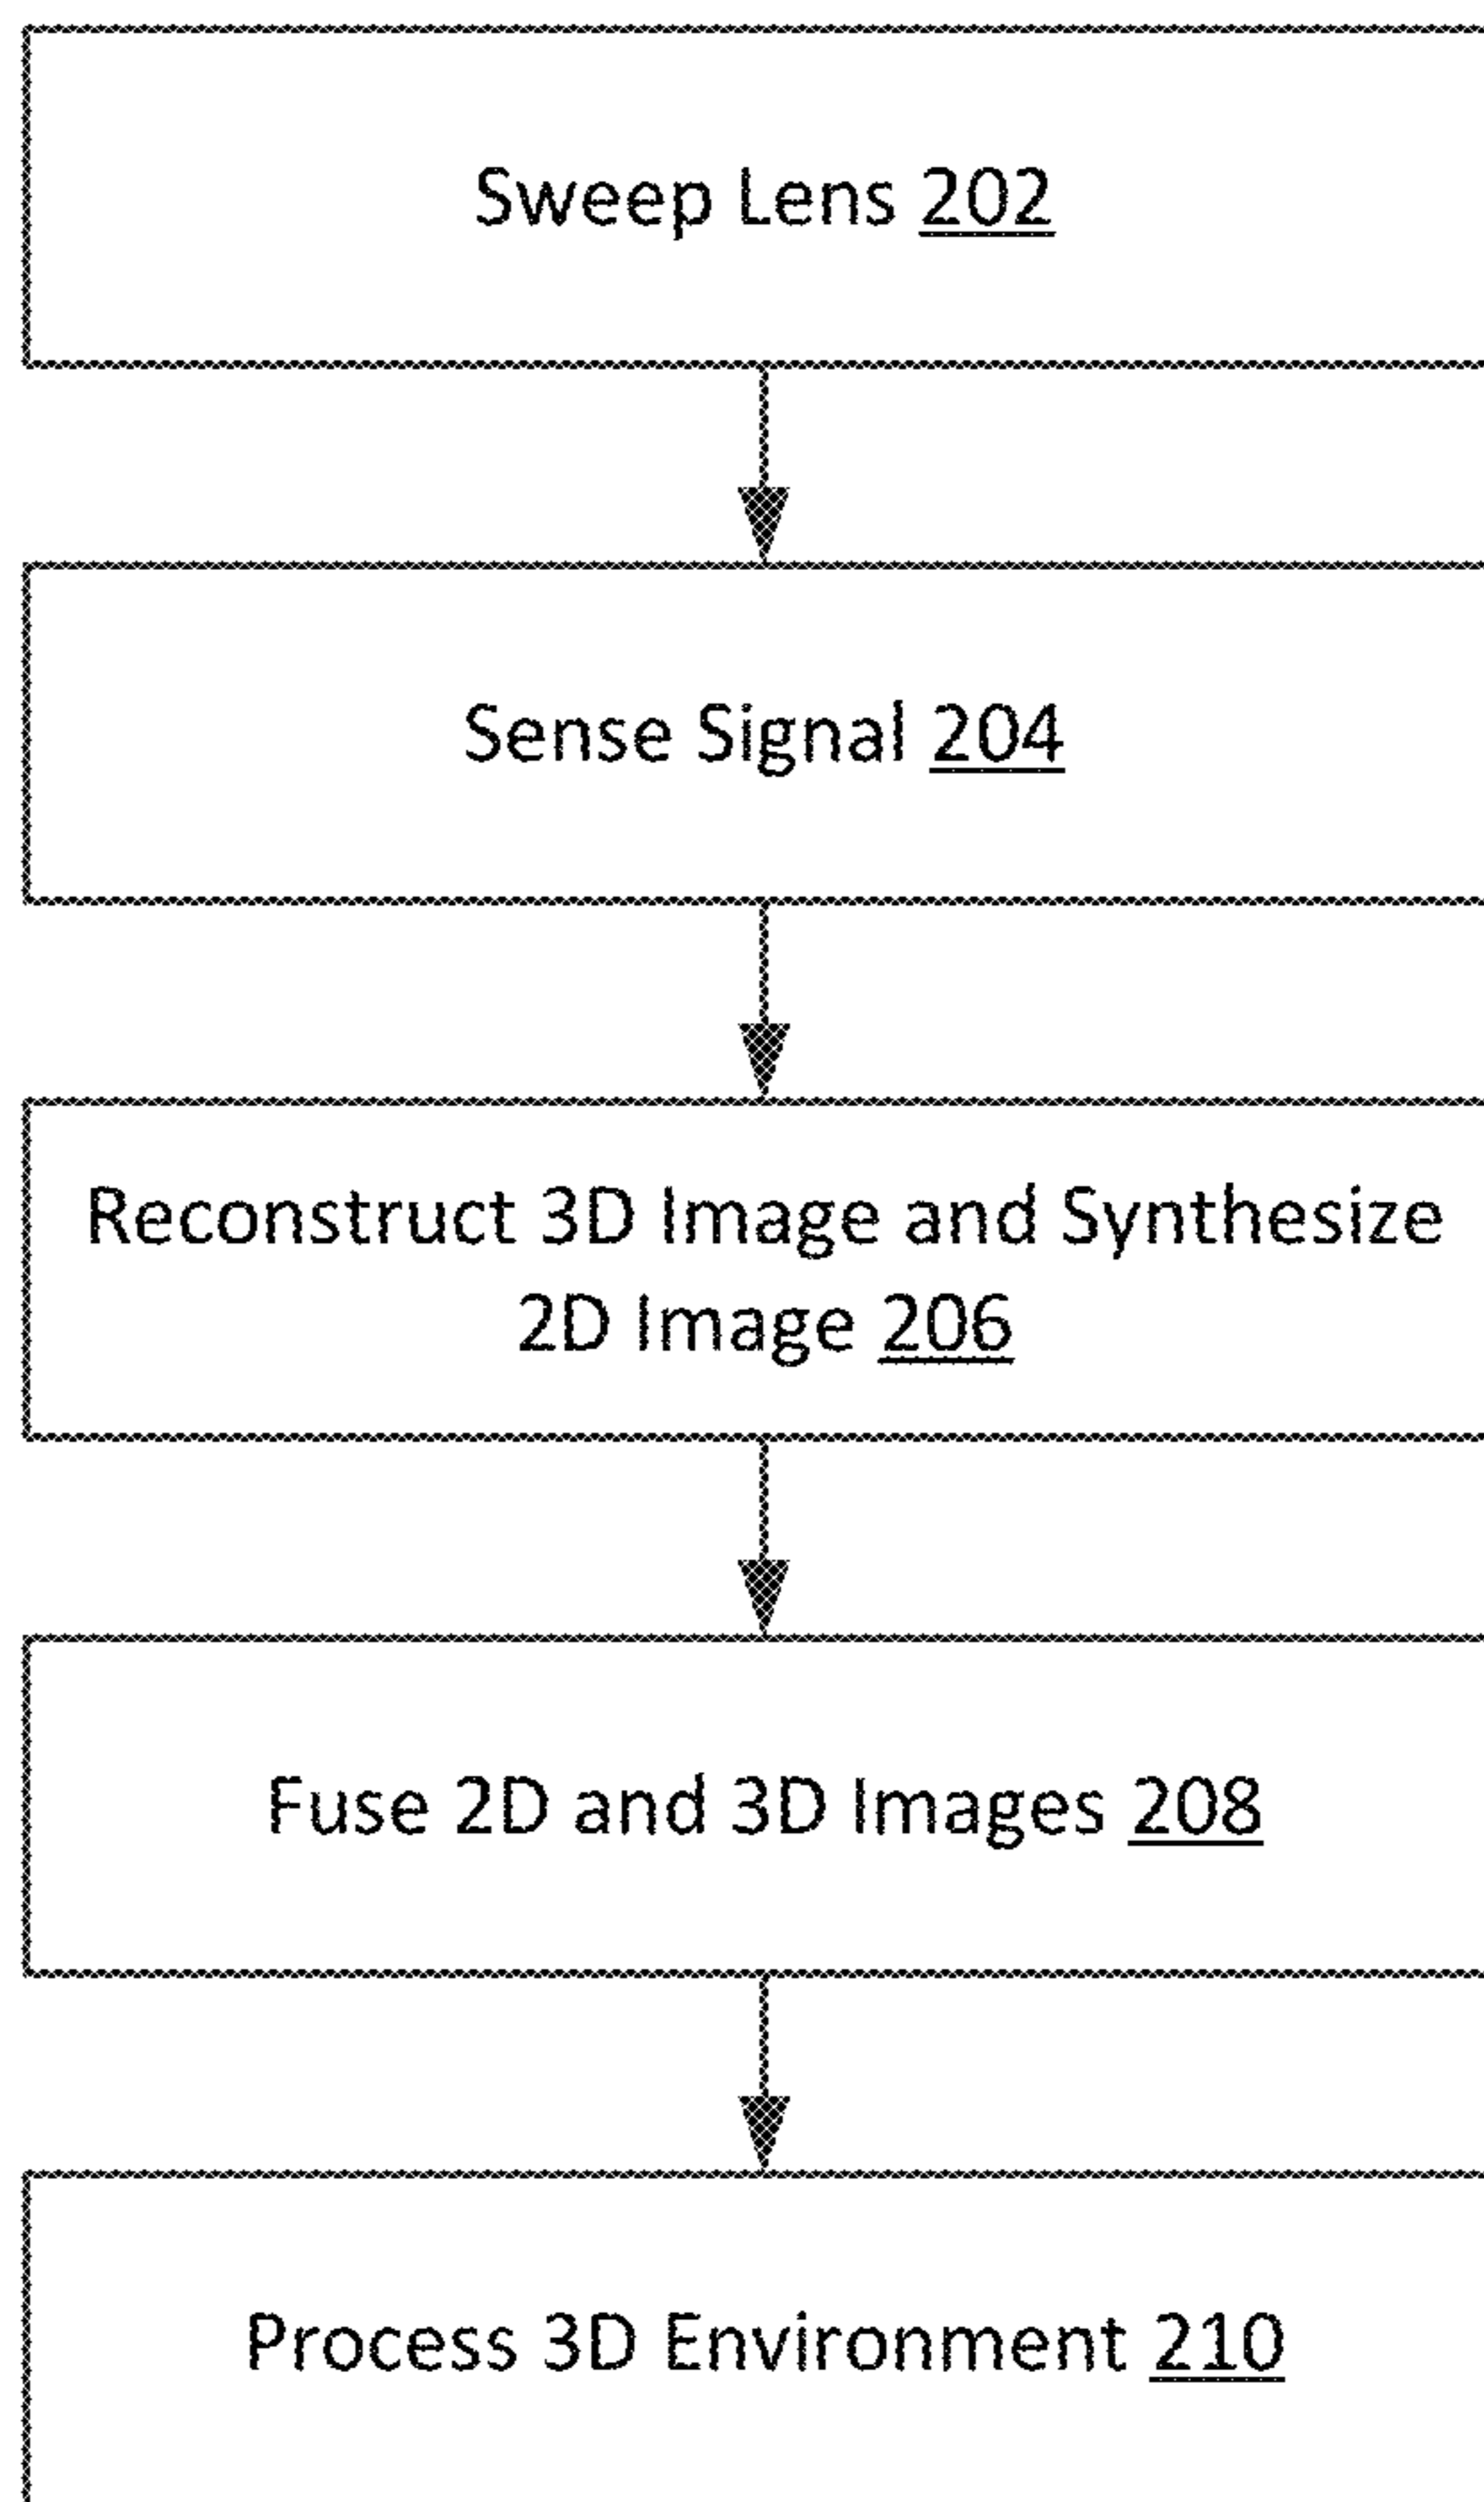 Sweep Lens 202
Sense Signal 204
Reconstruct 3D Image and Synthesize
2D Image 206
Fuse 2D and 3D Images 208
Process 3D Environment 210